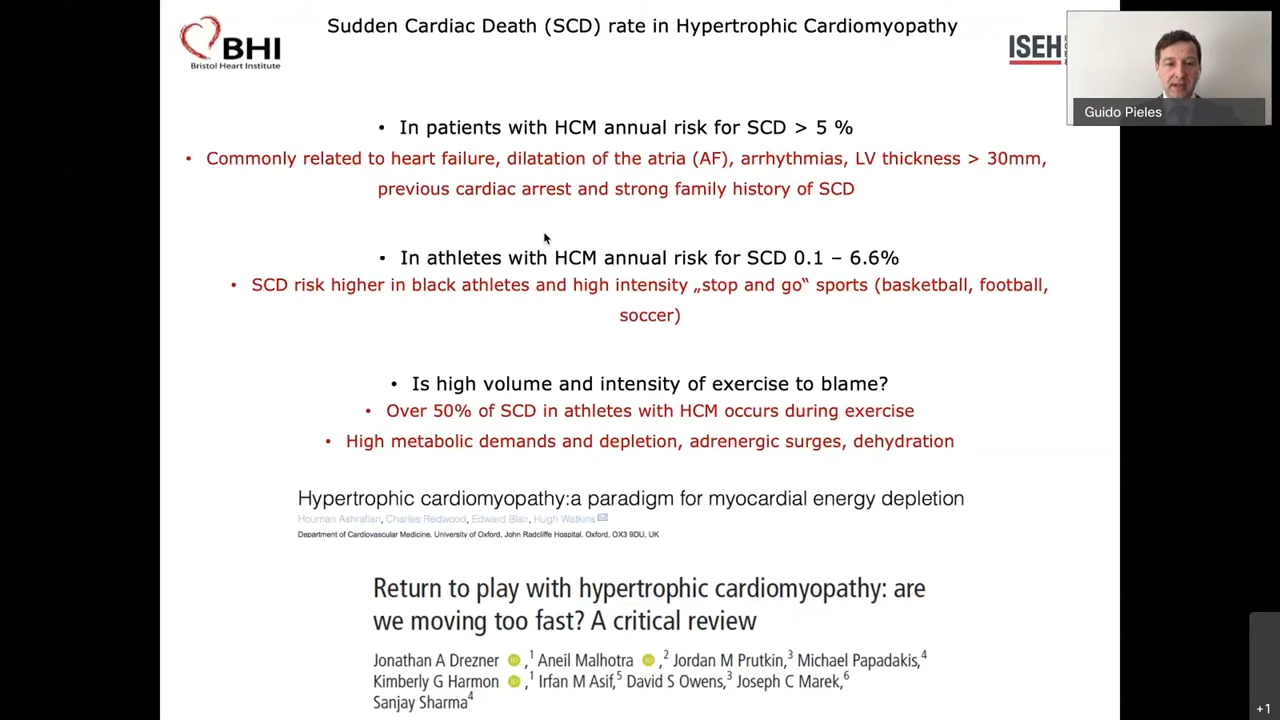 Sudden Cardiac Death (SCD) rate in Hypertrophic Cardiomyopathy
BHI
Bristol Heart Institute
ISEH
Guido Pieles
• In patients with HCM annual risk for SCD > 5 %
• Commonly related to heart failure, dilatation of the atria (AF), arrhythmias, LV thickness > 30mm,
previous cardiac arrest and strong family history of SCD
• In athletes with HCM annual risk for SCD 0.1 – 6.6%
• SCD risk higher in black athletes and high intensity „stop and go“ sports (basketball, football,
soccer)
• Is high volume and intensity of exercise to blame?
• Over 50% of SCD in athletes with HCM occurs during exercise
• High metabolic demands and depletion, adrenergic surges, dehydration
Hypertrophic cardiomyopathy:a paradigm for myocardial energy depletion
Houman Ashrafian, Charles Redwood, Edward Blair, Hugh Watkins
Department of Cardiovascular Medicine, University of Oxford, John Radcliffe Hospital, Oxford, OX3 9DU, UK
Return to play with hypertrophic cardiomyopathy: are
we moving too fast? A critical review
Jonathan A Drezner ,1 Aneil Malhotra ,2 Jordan M Prutkin,3 Michael Papadakis,4
Kimberly G Harmon ,1 Irfan M Asif,5 David S Owens,3 Joseph C Marek,6
Sanjay Sharma4
+1